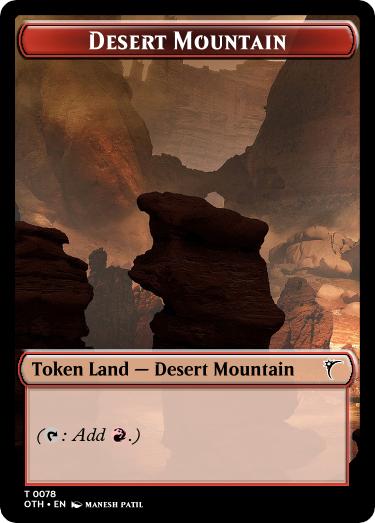 DESERT MOUNTAIN
Token Land — Desert Mountain
(: Add .)
T 0078
OTH • EN MANESH PATIL